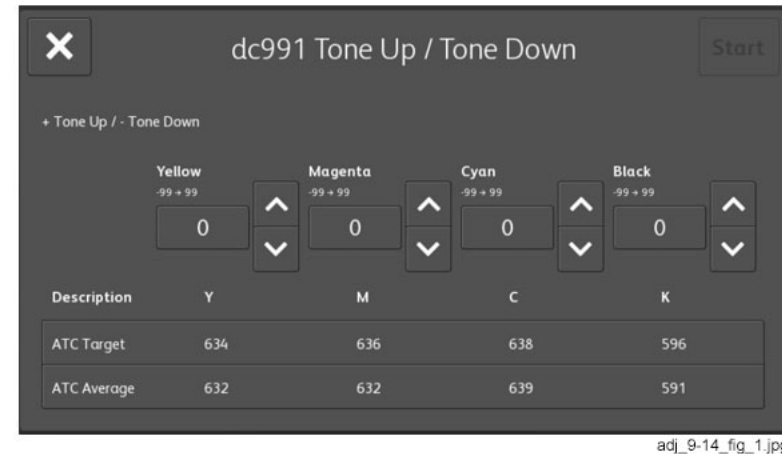 dc991 Tone Up / Tone Down
Start
+ Tone Up / - Tone Down
Yellow Magenta Cyan Black
-99 → 99 -99 → 99 -99 → 99 -99 → 99
0 0 0 0
Description Y M C K
ATC Target 634 636 638 596
ATC Average 632 632 639 591
adj_9-14_fig_1.jpg